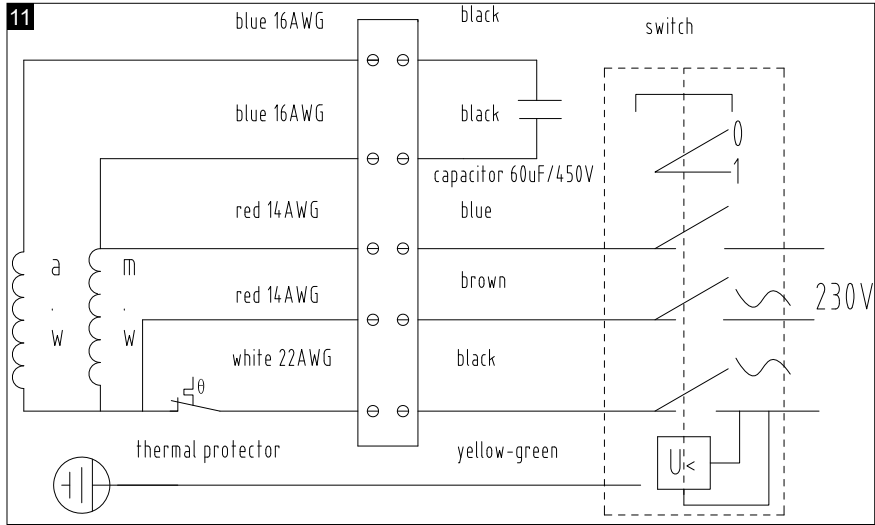 11
blue 16AWG
black
switch
blue 16AWG
black
0
1
capacitor 60uF/450V
red 14AWG
blue
a.w
m.w
red 14AWG
brown
230V
white 22AWG
black
θ
thermal protector
yellow-green
U<